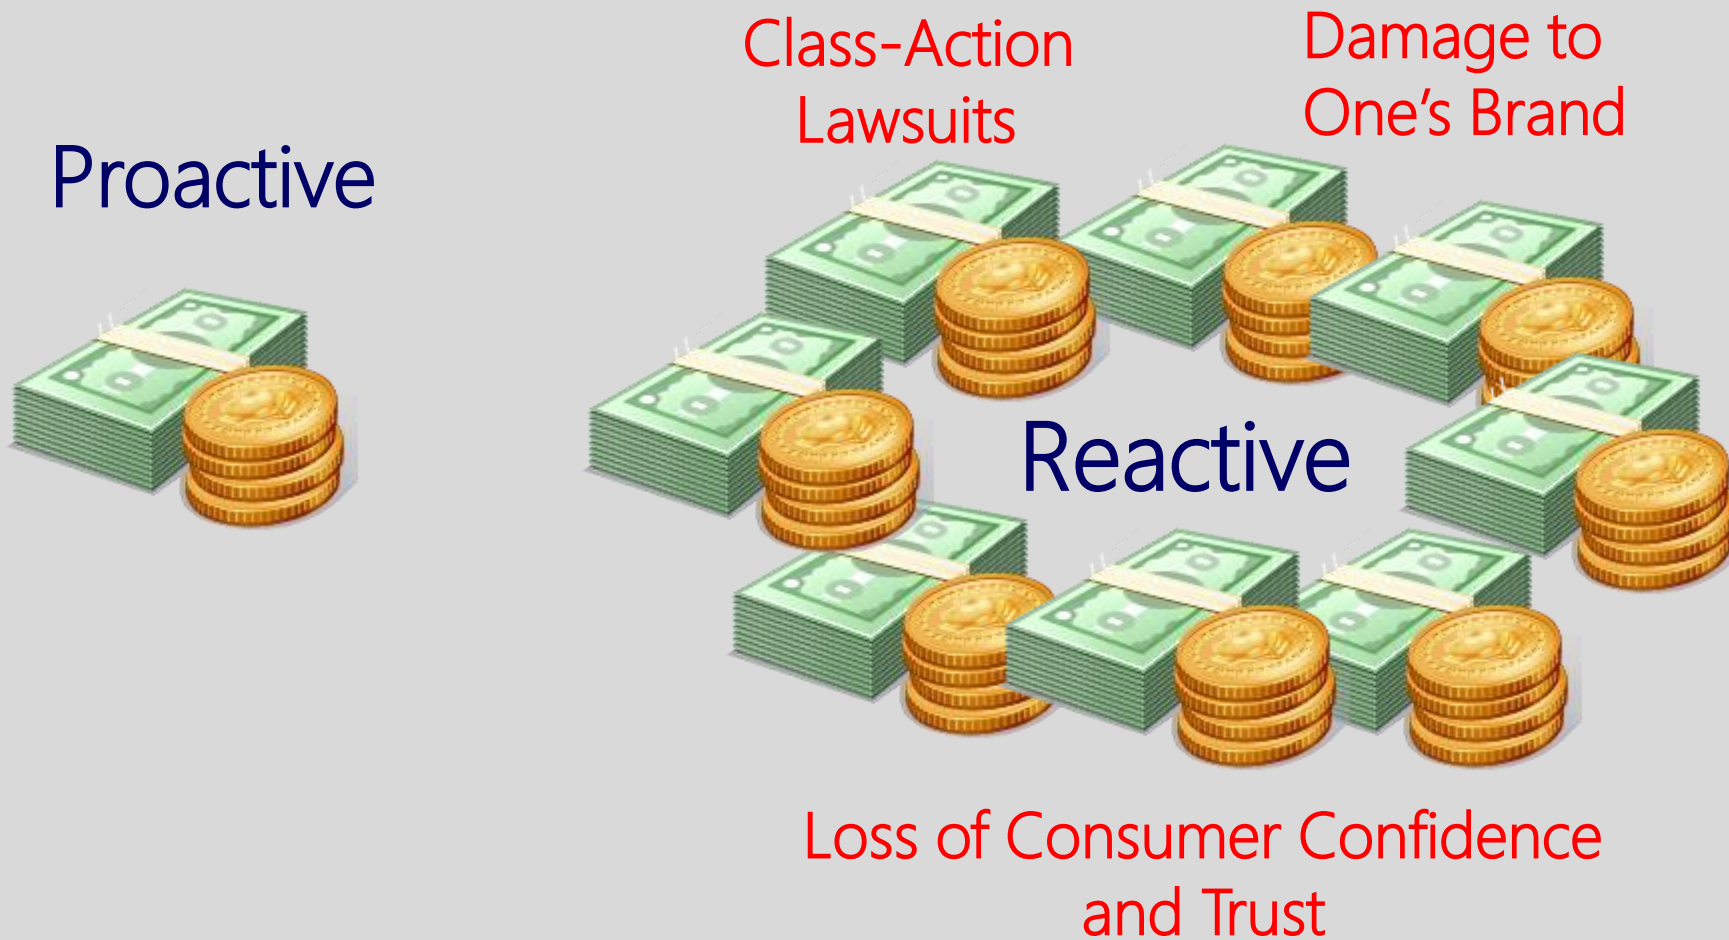 Proactive
Class-Action
Lawsuits
Damage to
One’s Brand
Reactive
Loss of Consumer Confidence
and Trust